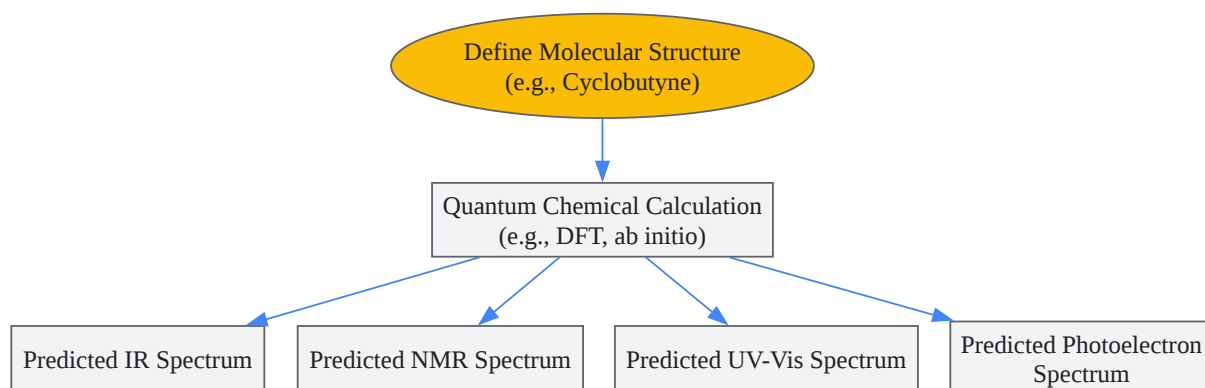 Define Molecular Structure
(e.g., Cyclobutyne)
Quantum Chemical Calculation
(e.g., DFT, ab initio)
Predicted IR Spectrum
Predicted NMR Spectrum
Predicted UV-Vis Spectrum
Predicted Photoelectron
Spectrum